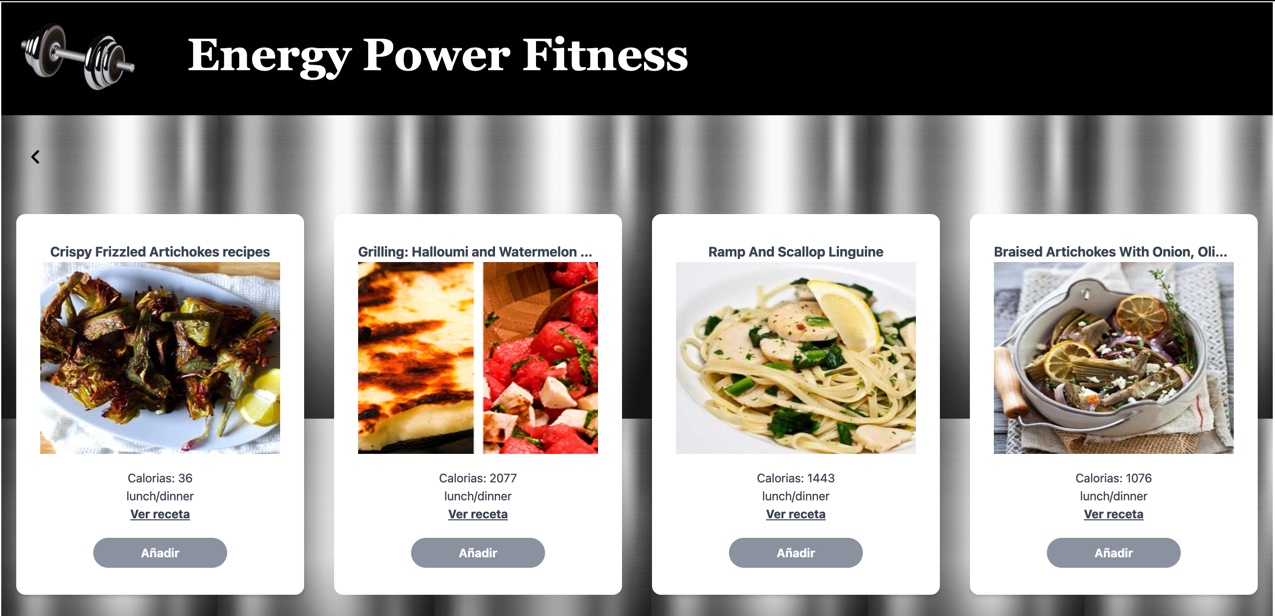 Energy Power Fitness
Crispy Frizzled Artichokes recipes
Calorias: 36
lunch/dinner
Ver receta
Añadir
Grilling: Halloumi and Watermelon ...
Calorias: 2077
lunch/dinner
Ver receta
Añadir
Ramp And Scallop Linguine
Calorias: 1443
lunch/dinner
Ver receta
Añadir
Braised Artichokes With Onion, Oli...
Calorias: 1076
lunch/dinner
Ver receta
Añadir